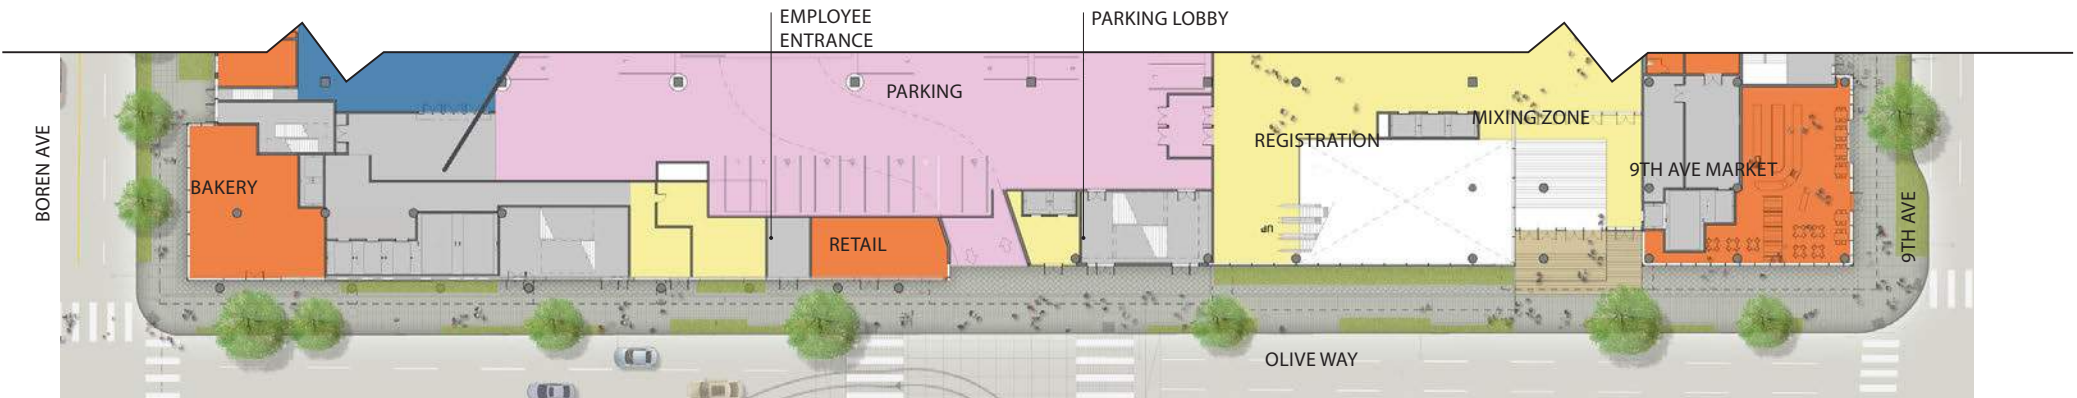 EMPLOYEE
ENTRANCE
PARKING LOBBY
PARKING
MIXING ZONE
REGISTRATION
9TH AVE MARKET
BAKERY
BOREN AVE
9TH AVE
UP
RETAIL
OLIVE WAY